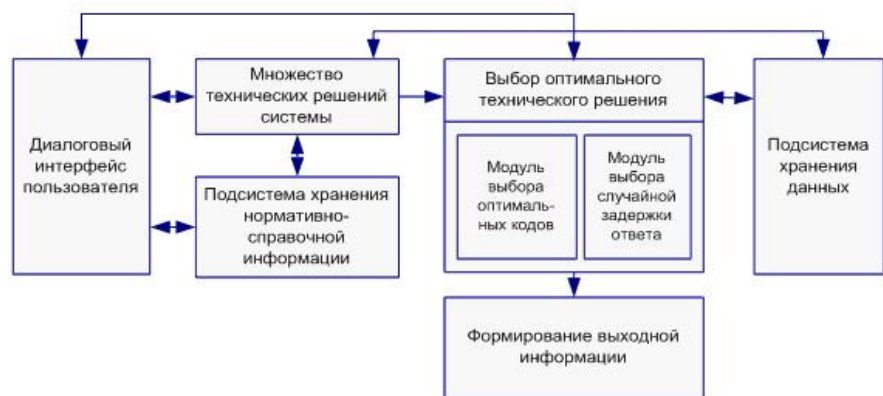 Диалоговый
интерфейс
пользователя
Множество
технических решений
системы
Подсистема хранения
нормативно-
справочной
информации
Выбор оптимального
технического решения
Модуль
выбора
оптималь-
ных кодов
Модуль
выбора
случайной
задержки
ответа
Формирование выходной
информации
Подсистема
хранения
данных